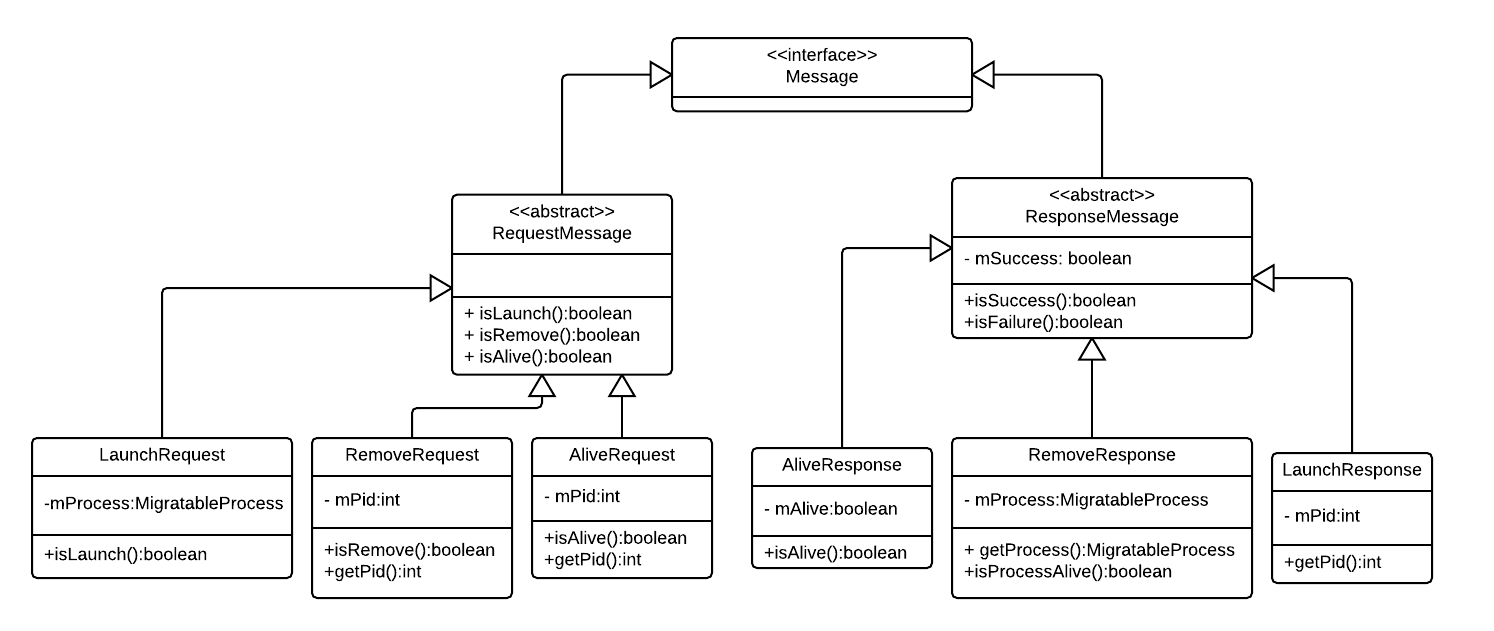 <<interface>>
Message
<<abstract>>
RequestMessage
+ isLaunch():boolean
+ isRemove():boolean
+ isAlive():boolean
<<abstract>>
ResponseMessage
- mSuccess: boolean
+isSuccess():boolean
+isFailure():boolean
LaunchRequest
-mProcess:MigratableProcess
+isLaunch():boolean
RemoveRequest
- mPid:int
+isRemove():boolean
+getPid():int
AliveRequest
- mPid:int
+isAlive():boolean
+getPid():int
AliveResponse
- mAlive:boolean
+isAlive():boolean
RemoveResponse
- mProcess:MigratableProcess
+ getProcess():MigratableProcess
+isProcessAlive():boolean
LaunchResponse
- mPid:int
+getPid():int